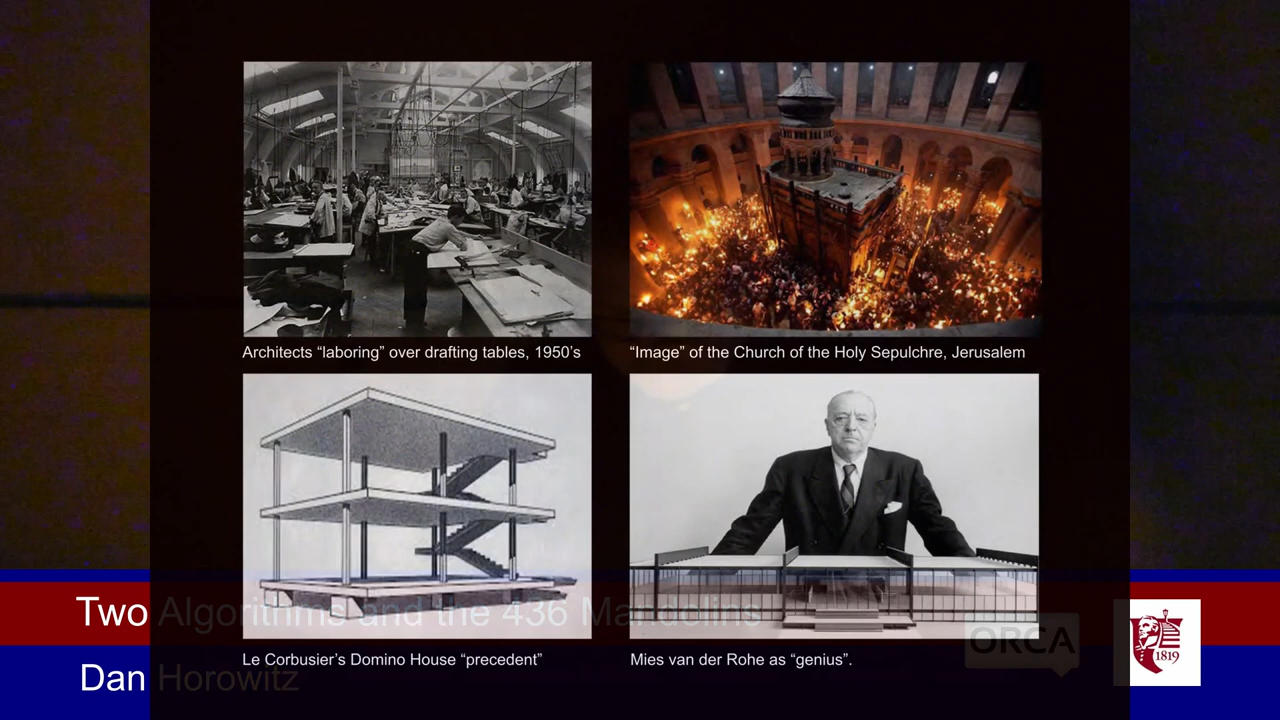 Architects “laboring” over drafting tables, 1950’s
“Image” of the Church of the Holy Sepulchre, Jerusalem
Le Corbusier’s Domino House “precedent”
Mies van der Rohe as “genius”.
Two Algorithms and the 436 Mandolins
Dan Horowitz
ORCA
1819